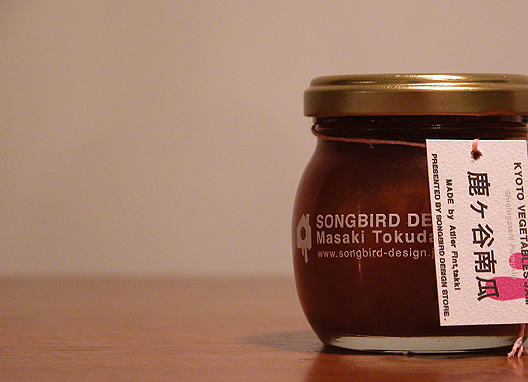 SONGBIRD DE
Masaki Tokuda
www.songbird-design.j
KYOTO VEGETABLES JAM
鹿ヶ谷南瓜
MADE by Atlier Fint,takki
PRESENTED BY SONGBIRD DESIGN STORE.